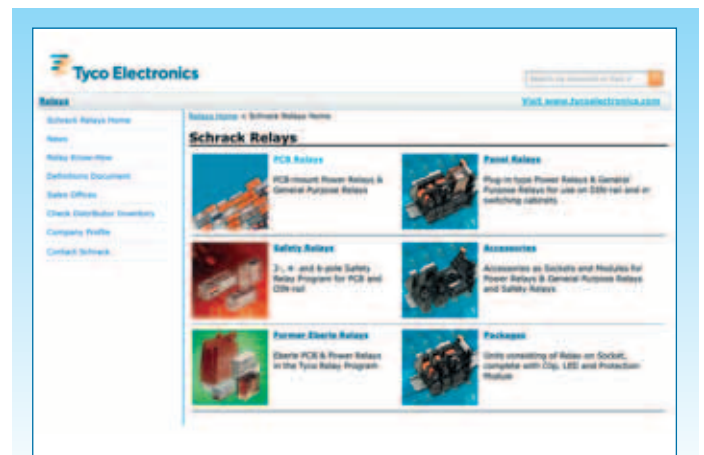 Tyco Electronics
Relays
Visit www.tycoelectronics.com
Schrack Relays Home
News
Relay Know-How
Definitions Document
Sales Offices
Check Distributor Inventory
Company Profile
Contact Schrack
Relays Home < Schrack Relays Home
Schrack Relays
PCB Relays
PCB-mount Power Relays &
General Purpose Relays
Panel Relays
Plug-in type Power Relays & General
Purpose Relays for use on DIN-rail and in
switching cabinets
Safety Relays
2-, 4- and 6-pole Safety
Relay Program for PCB and
DIN-rail
Accessories
Accessories as Sockets and Modules for
Power Relays & General Purpose Relays
and Safety Relays
Former Eberle Relays
Eberle PCB & Power Relays
in the Tyco Relay Program
Packages
Units consisting of Relay on Socket,
complete with Clip, LED and Protection
Module